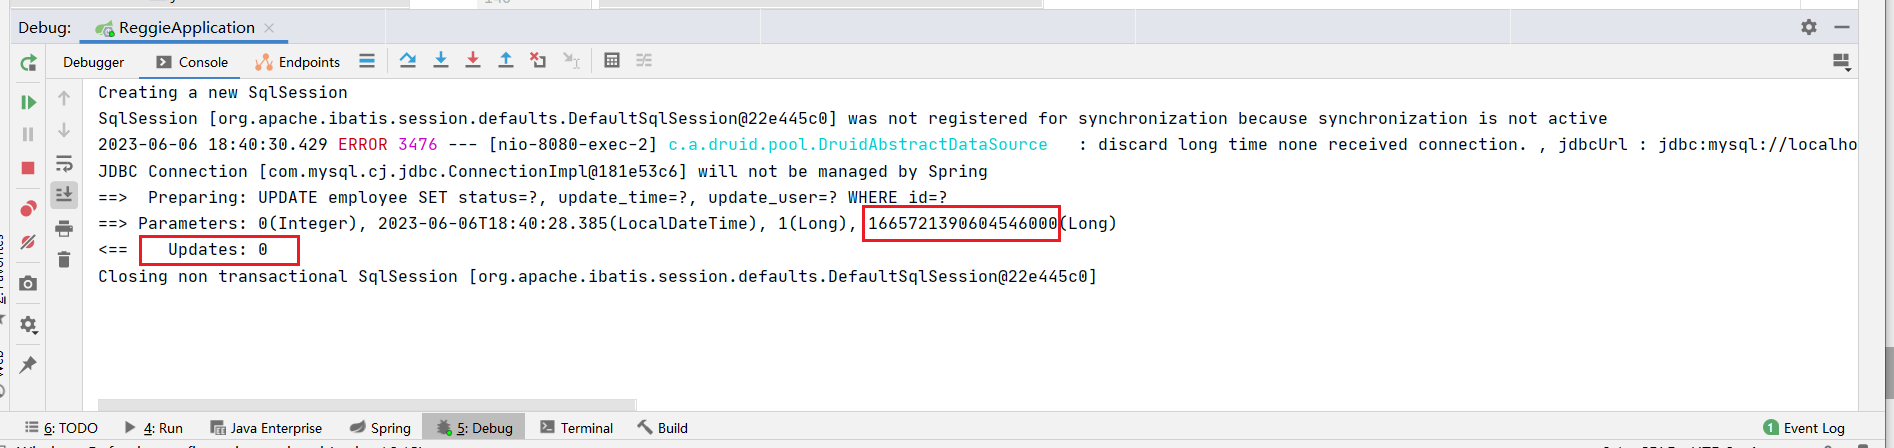 Debug: ReggieApplication
Debugger Console Endpoints
Creating a new SqlSession
SqlSession [org.apache.ibatis.session.defaults.DefaultSqlSession@22e445c0] was not registered for synchronization because synchronization is not active
2023-06-06 18:40:30.429 ERROR 3476 --- [nio-8080-exec-2] c.a.druid.pool.DruidAbstractDataSource : discard long time none received connection. , jdbcUrl : jdbc:mysql://localho
JDBC Connection [com.mysql.cj.jdbc.ConnectionImpl@181e53c6] will not be managed by Spring
==> Preparing: UPDATE employee SET status=?, update_time=?, update_user=? WHERE id=?
==> Parameters: 0(Integer), 2023-06-06T18:40:28.385(LocalDateTime), 1(Long), 1665721390604546000(Long)
<== Updates: 0
Closing non transactional SqlSession [org.apache.ibatis.session.defaults.DefaultSqlSession@22e445c0]
2: Favorites
Web
6: TODO 4: Run Java Enterprise Spring 5: Debug Terminal Build 1 Event Log